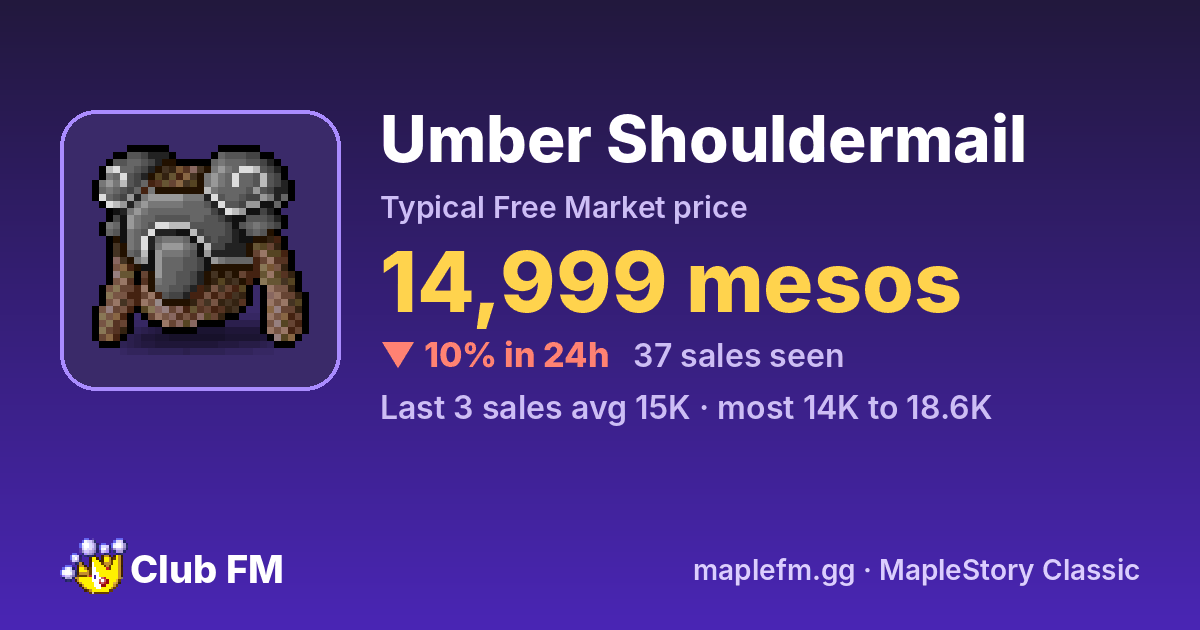 Umber Shouldermail
Typical Free Market price
14,999 mesos
▼ 10% in 24h 37 sales seen
Last 3 sales avg 15K · most 14K to 18.6K
Club FM
maplefm.gg · MapleStory Classic